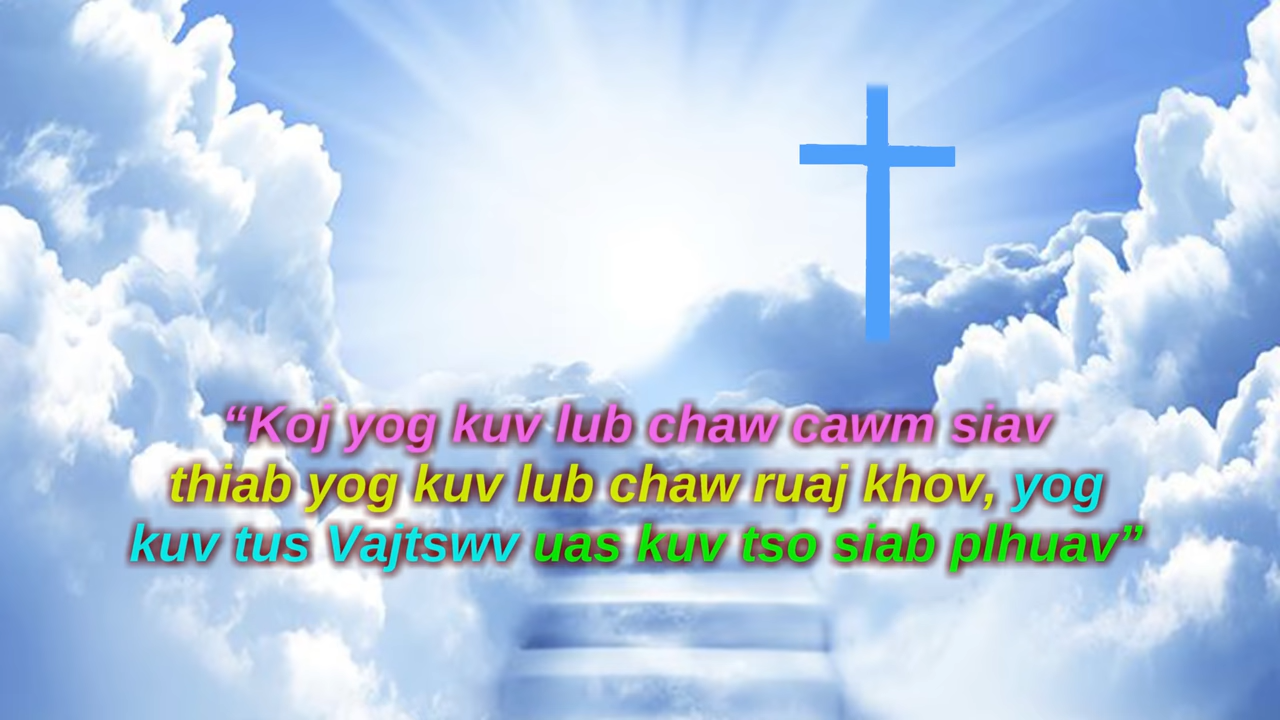 “Koj yog kuv lub chaw cawm siav
thiab yog kuv lub chaw ruaj khov, yog
kuv tus Vajtswv uas kuv tso siab plhuav”